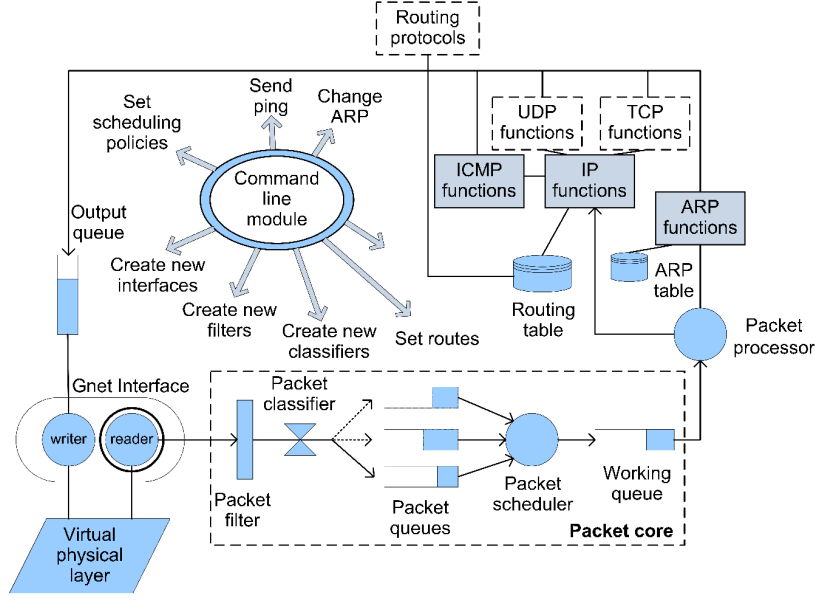 Routing
protocols
Send
ping
Change
ARP
Set
scheduling
policies
UDP
functions
TCP
functions
ICMP
functions
IP
functions
Command
line
module
ARP
functions
Output
queue
ARP
table
Create new
interfaces
Create new
filters
Create new
classifiers
Set routes
Routing
table
Packet
processor
Gnet Interface
Packet
classifier
writer
reader
Packet
filter
Packet
queues
Packet
scheduler
Working
queue
Packet core
Virtual
physical
layer